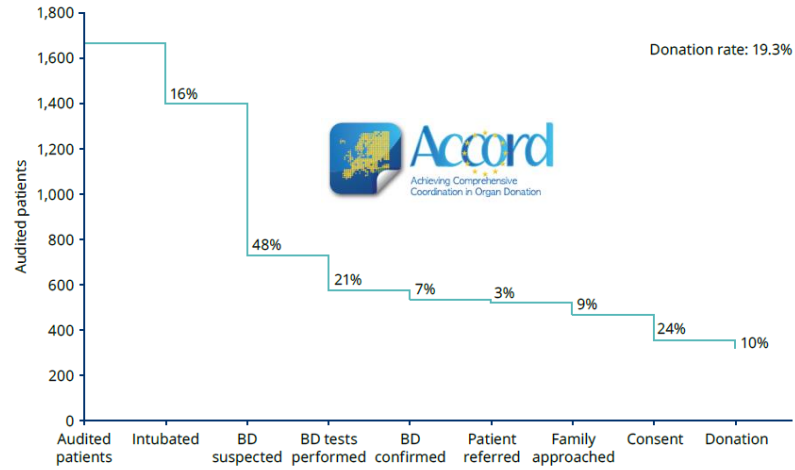 1,800
1,600
1,400
1,200
1,000
800
600
400
200
0
Audited patients
Donation rate: 19.3%
16%
48%
21%
7%
3%
9%
24%
10%
Accord
Achieving Comprehensive
Coordination in Organ Donation
Audited
patients
Intubated
BD
suspected
BD tests
performed
BD
confirmed
Patient
referred
Family
approached
Consent
Donation